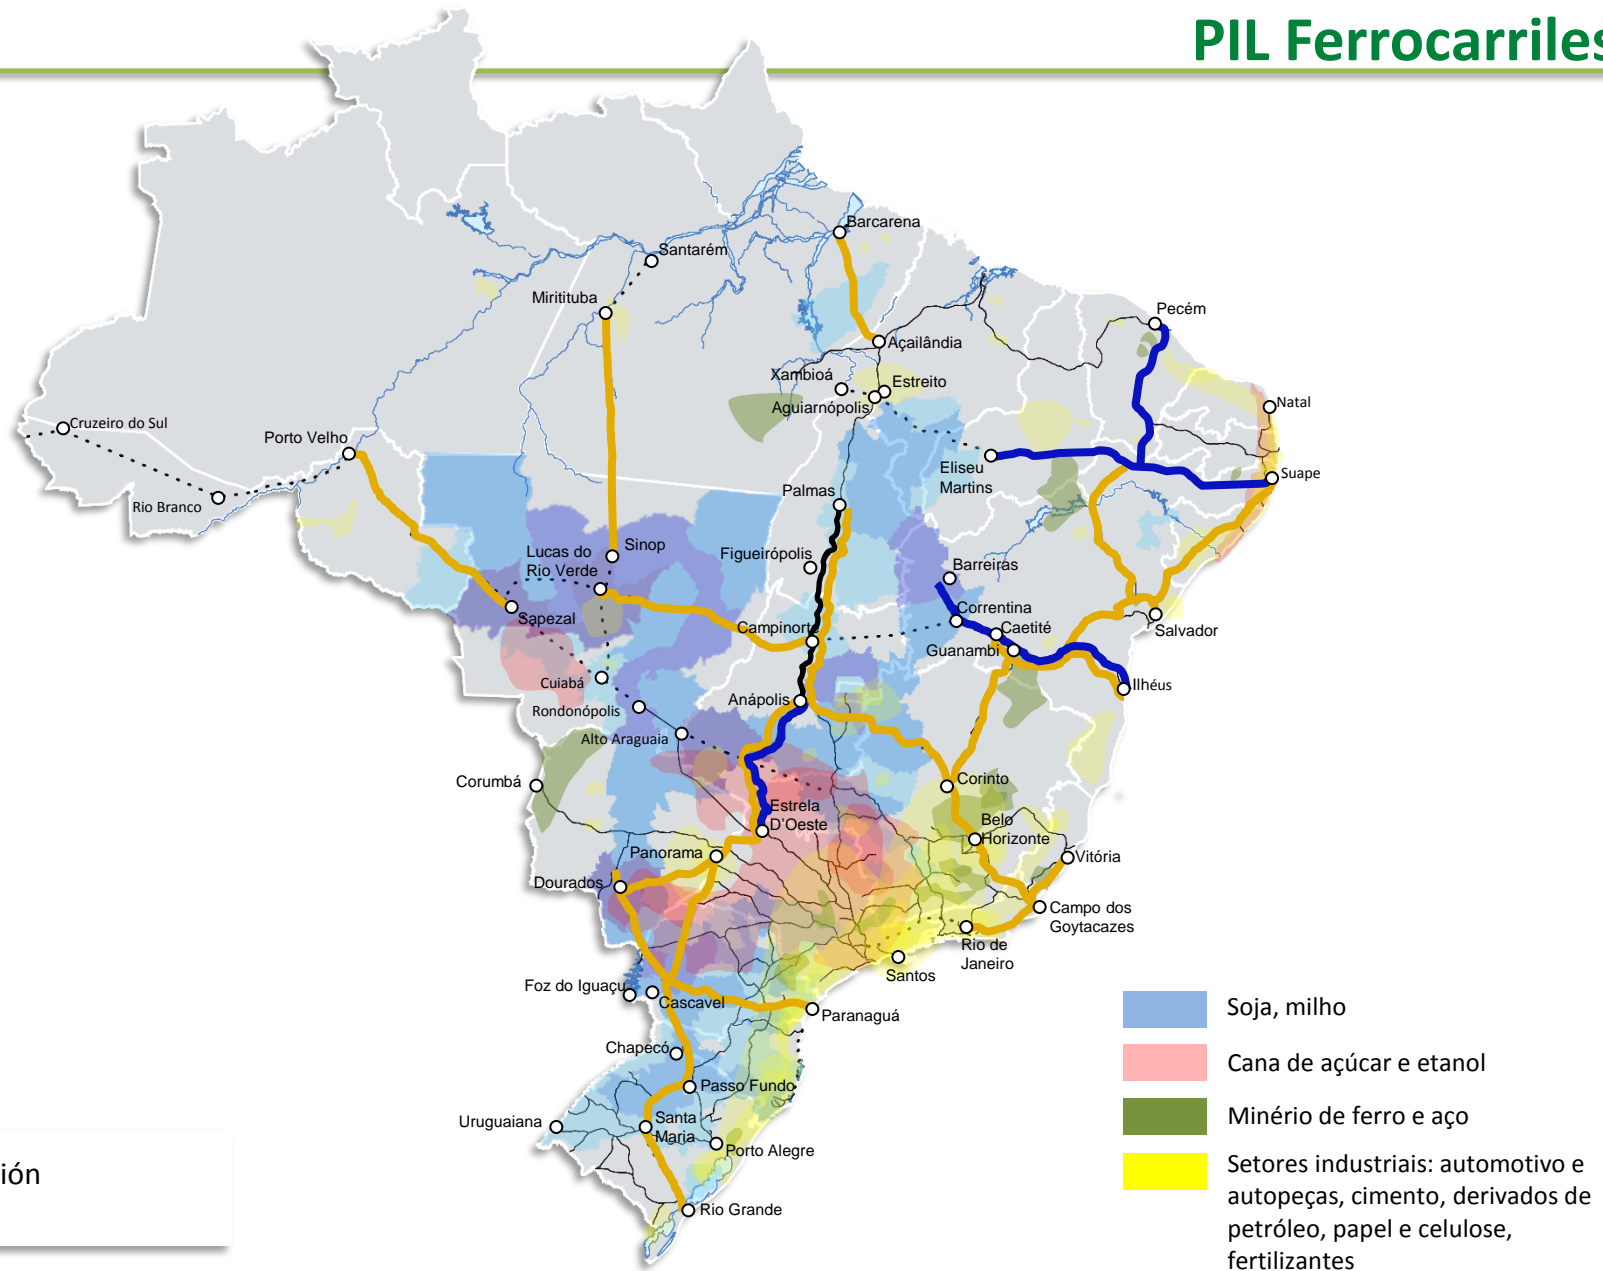 PIL Ferrocarriles
Barcarena
Santarém
Miritituba
Pecém
Açailândia
Xambioá
Estreito
Aguiarnópolis
Natal
Cruzeiro do Sul
Porto Velho
Eliseu
Martins
Suape
Palmas
Rio Branco
Lucas do
Rio Verde
Sinop
Figueirópolis
Barreiras
Sapezal
Correntina
Campinorte
Caetité
Salvador
Guanambi
Cuiabá
Ilhéus
Rondonópolis
Anápolis
Alto Araguaia
Corumbá
Corinto
Estrela
D'Oeste
Belo
Horizonte
Panorama
Vitória
Dourados
Campo dos
Goytacazes
Rio de
Janeiro
Santos
Foz do Iguaçu
Cascavel
Paranaguá
Chapecó
Passo Fundo
Uruguaiana
Santa
Maria
Porto Alegre
Rio Grande
Soja, milho
Cana de açúcar e etanol
Minério de ferro e aço
Setores industriais: automotivo e
autopeças, cimento, derivados de
petróleo, papel e celulose,
fertilizantes
ión